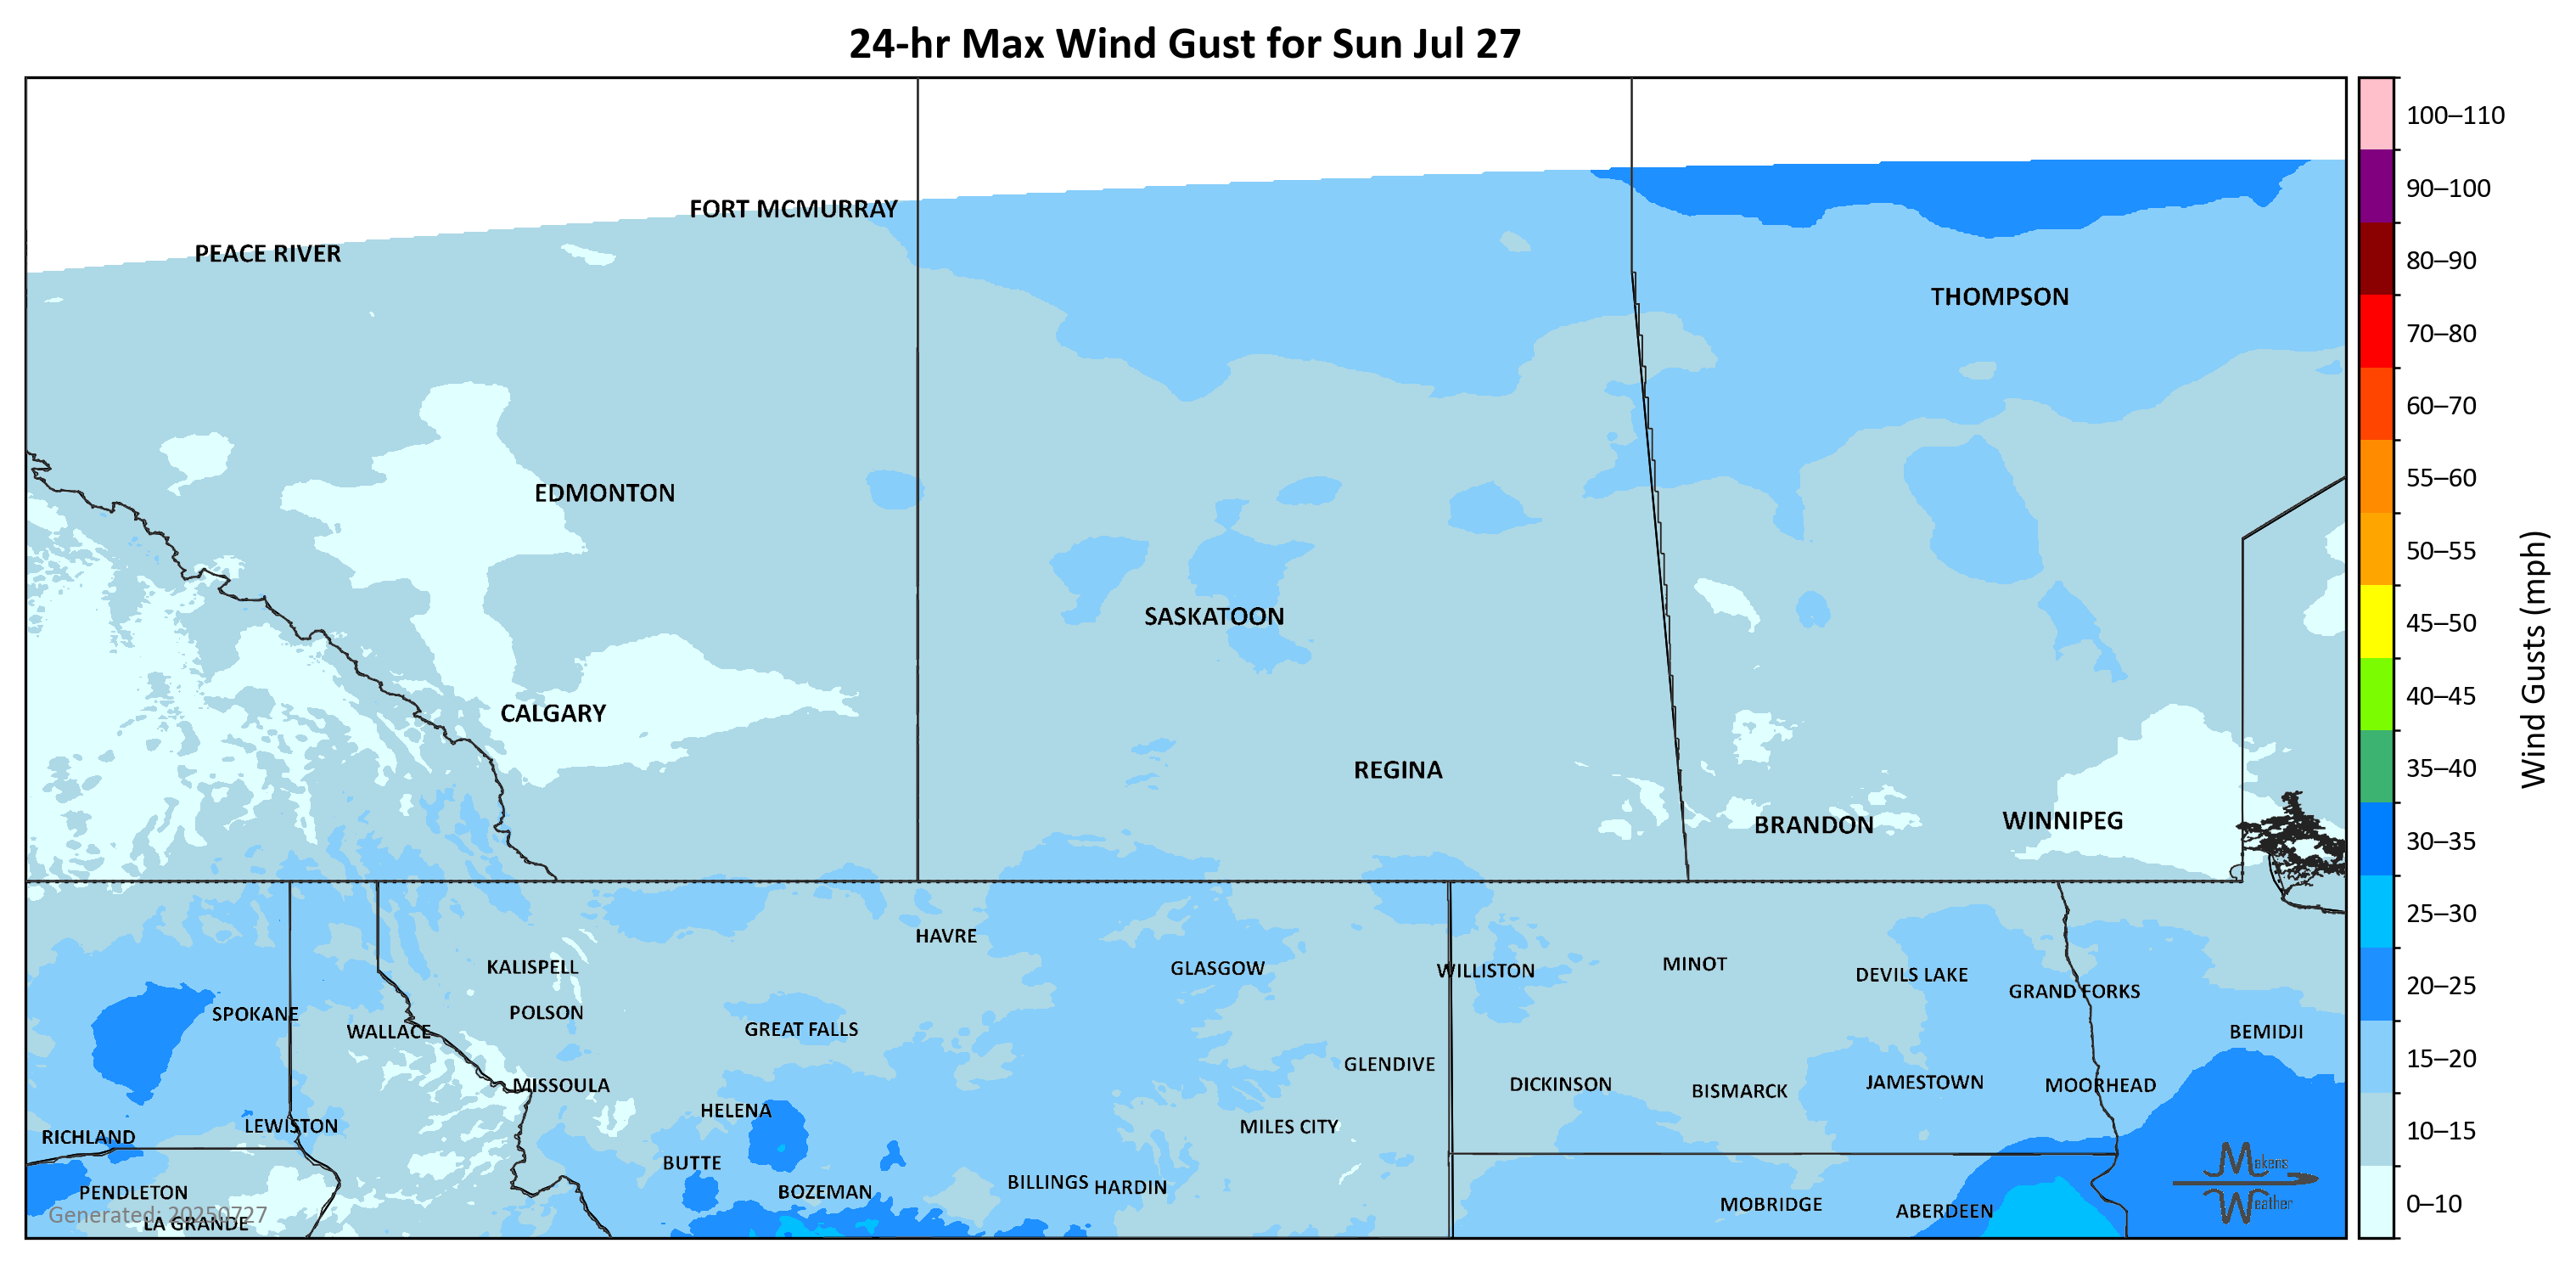 24-hr Max Wind Gust for Sun Jul 27
100–110
90–100
80–90
70–80
60–70
55–60
50–55
45–50
40–45
35–40
30–35
25–30
20–25
15–20
10–15
0–10
Wind Gusts (mph)
FORT MCMURRAY
PEACE RIVER
THOMPSON
EDMONTON
SASKATOON
CALGARY
REGINA
BRANDON
WINNIPEG
HAVRE
KALISPELL
GLASGOW
WILLISTON
MINOT
DEVILS LAKE
GRAND FORKS
SPOKANE
POLSON
WALLACE
GREAT FALLS
BEMIDJI
GLENDIVE
MISSOULA
DICKINSON
BISMARCK
JAMESTOWN
MOORHEAD
HELENA
LEWISTON
MILES CITY
RICHLAND
BUTTE
BILLINGS
HARDIN
PENDLETON
BOZEMAN
MOBRIDGE
ABERDEEN
LA GRANDE
Generated: 20250727
Makens
Weather